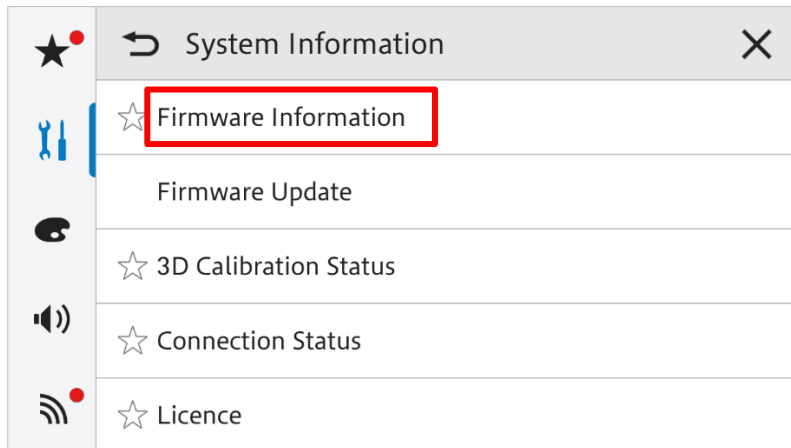 System Information
Firmware Information
Firmware Update
3D Calibration Status
Connection Status
Licence